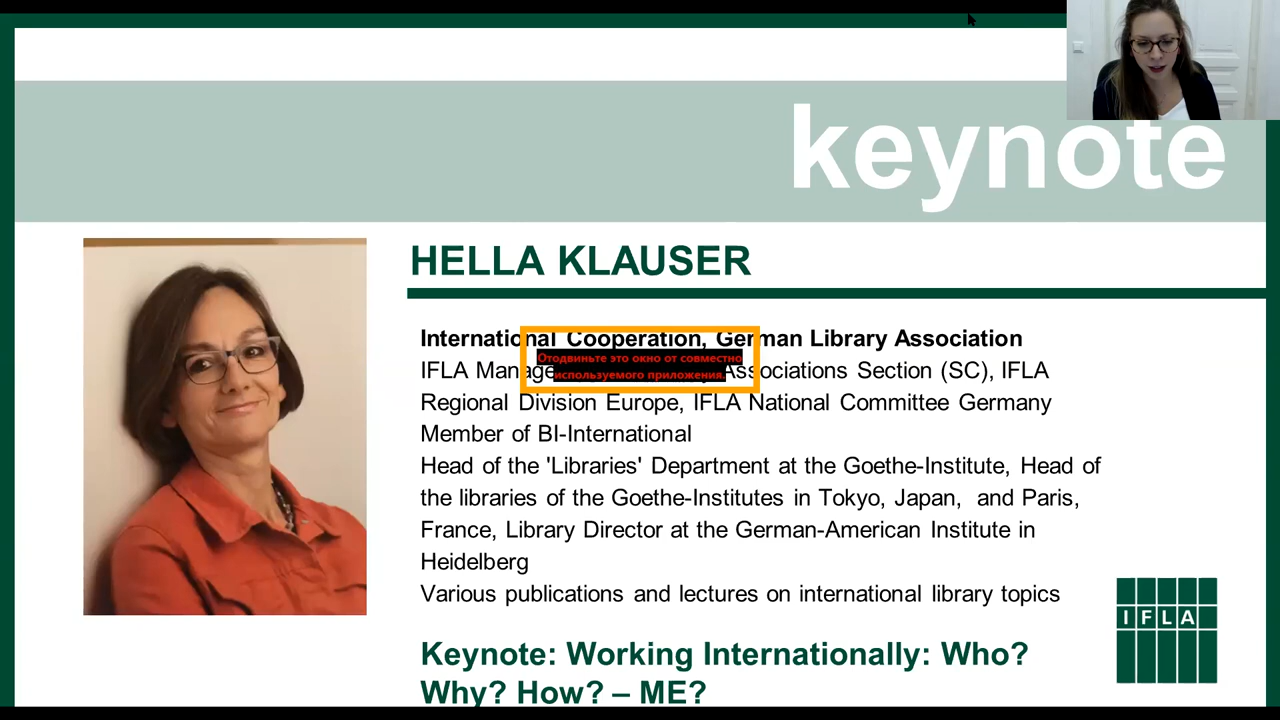 keynote
HELLA KLAUSER
International Cooperation, German Library Association
Отодвиньте это окно от совместно
используемого приложения.
IFLA Manage Associations Section (SC), IFLA
Regional Division Europe, IFLA National Committee Germany
Member of BI-International
Head of the 'Libraries' Department at the Goethe-Institute, Head of
the libraries of the Goethe-Institutes in Tokyo, Japan, and Paris,
France, Library Director at the German-American Institute in
Heidelberg
Various publications and lectures on international library topics
IFLA
Keynote: Working Internationally: Who?
Why? How? – ME?